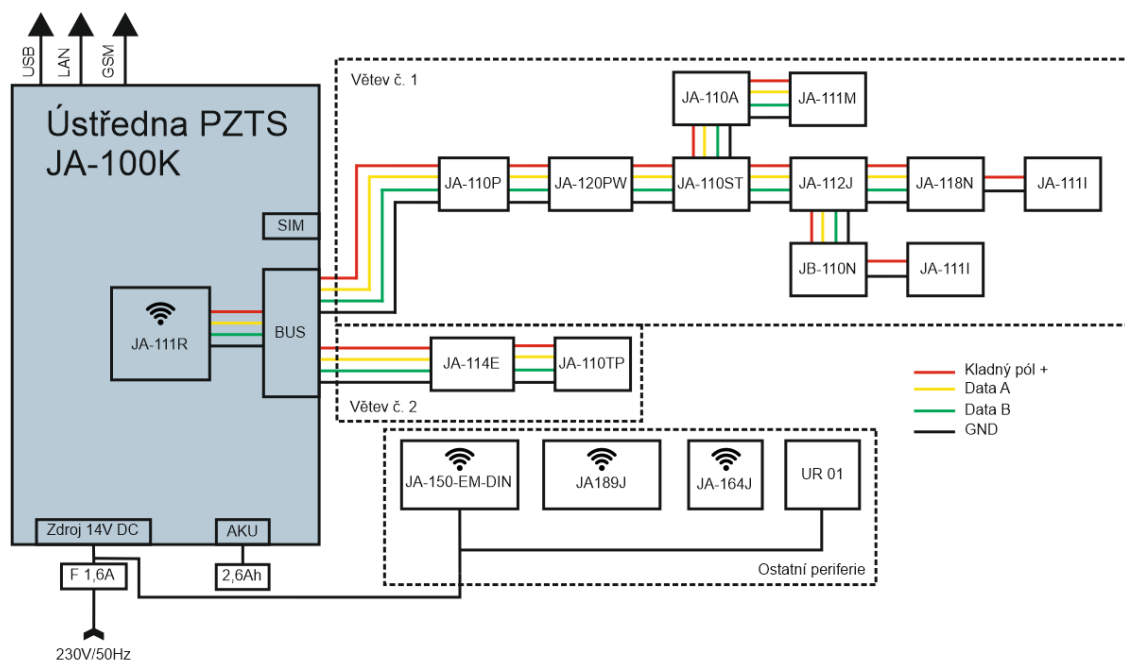 USB
LAN
GSM
Ústředna PZTS
JA-100K
SIM
BUS
JA-111R
Zdroj 14V DC
AKU
F 1,6A
2,6Ah
230V/50Hz
Větev č. 1
JA-110A
JA-111M
JA-110P
JA-120PW
JA-110ST
JA-112J
JA-118N
JA-111I
JB-110N
JA-111I
JA-114E
JA-110TP
Větev č. 2
Kladný pól +
Data A
Data B
GND
JA-150-EM-DIN
JA189J
JA-164J
UR 01
Ostatní periferie